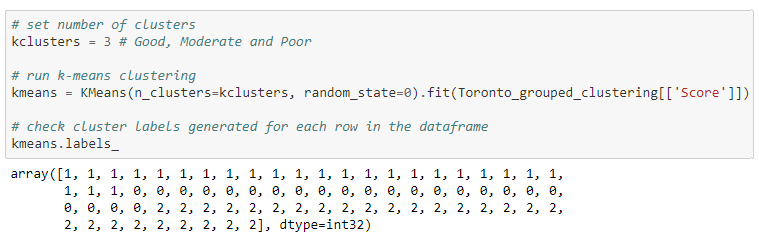 # set number of clusters
kclusters = 3 # Good, Moderate and Poor
# run k-means clustering
kmeans = KMeans(n_clusters=kclusters, random_state=0).fit(Toronto_grouped_clustering[['Score']])
# check cluster labels generated for each row in the dataframe
kmeans.labels_
array([1, 1, 1, 1, 1, 1, 1, 1, 1, 1, 1, 1, 1, 1, 1, 1, 1, 1, 1, 1, 1, 1,
1, 1, 1, 0, 0, 0, 0, 0, 0, 0, 0, 0, 0, 0, 0, 0, 0, 0, 0, 0, 0, 0,
0, 0, 0, 0, 2, 2, 2, 2, 2, 2, 2, 2, 2, 2, 2, 2, 2, 2, 2, 2, 2, 2,
2, 2, 2, 2, 2, 2, 2, 2, 2], dtype=int32)